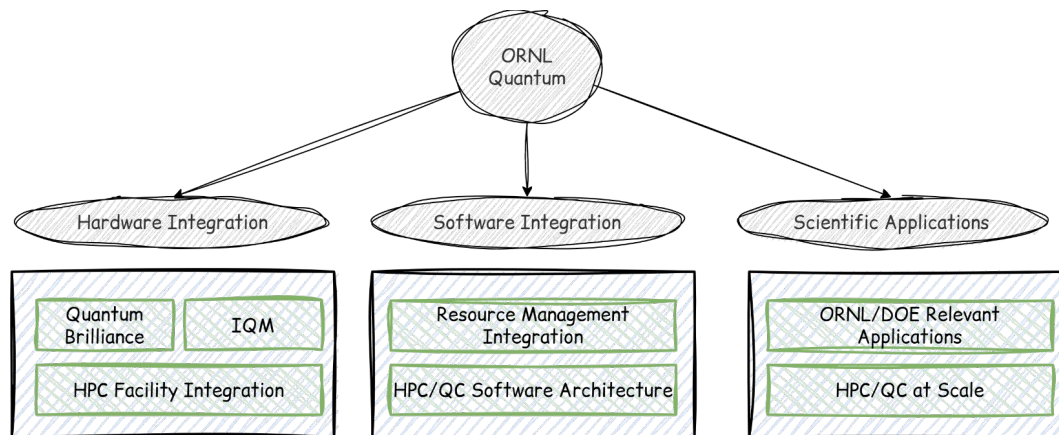 ORNL
Quantum
Hardware Integration
Software Integration
Scientific Applications
Quantum
Brilliance
IQM
HPC Facility Integration
Resource Management
Integration
HPC/QC Software Architecture
ORNL/DOE Relevant
Applications
HPC/QC at Scale